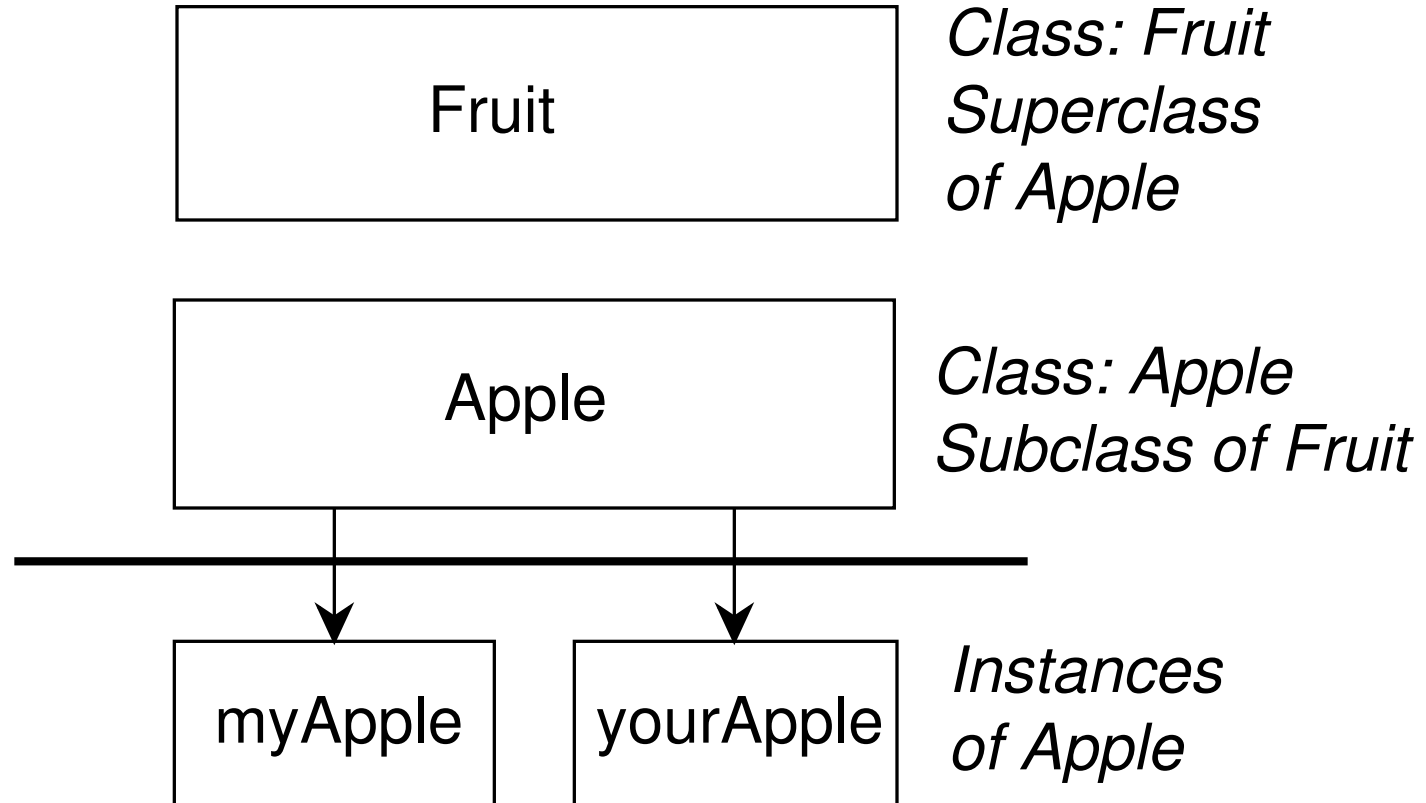 Fruit
Class: Fruit
Superclass
of Apple
Apple
Class: Apple
Subclass of Fruit
myApple
yourApple
Instances
of Apple